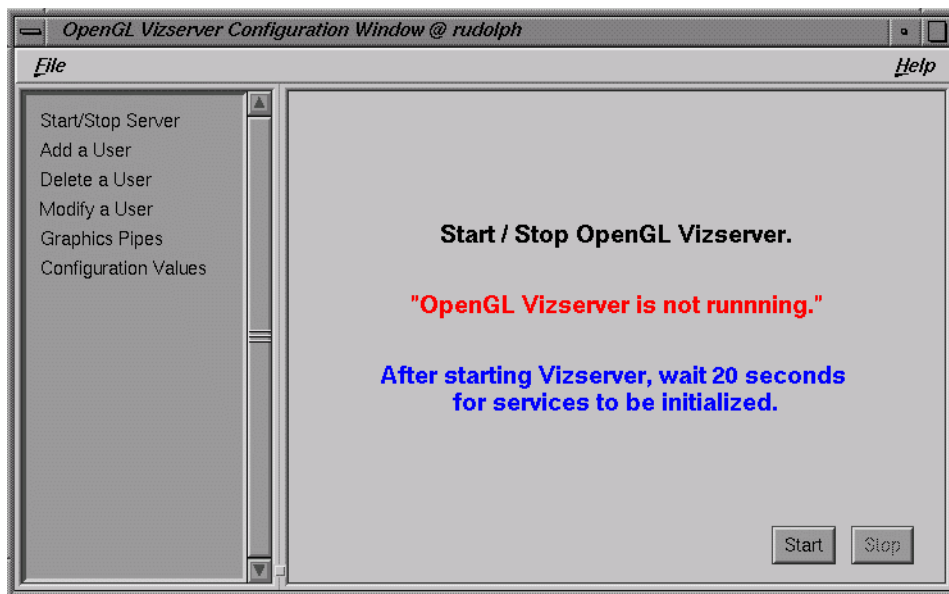 OpenGL Vizserver Configuration Window @ rudolph
File Help
Start/Stop Server
Add a User
Delete a User
Modify a User
Graphics Pipes
Configuration Values
Start / Stop OpenGL Vizserver.
"OpenGL Vizserver is not runnning."
After starting Vizserver, wait 20 seconds
for services to be initialized.
Start Stop